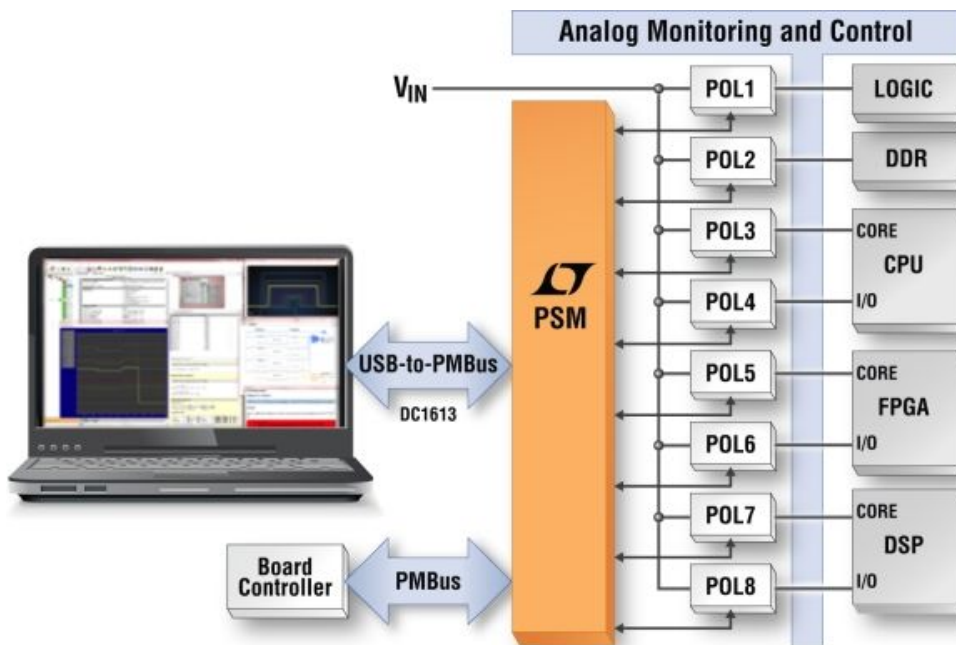 Analog Monitoring and Control
VIN
POL1
LOGIC
POL2
DDR
POL3
CORE
CPU
POL4
I/O
PSM
USB-to-PMBus
DC1613
POL5
CORE
FPGA
POL6
I/O
POL7
CORE
DSP
POL8
I/O
Board
Controller
PMBus